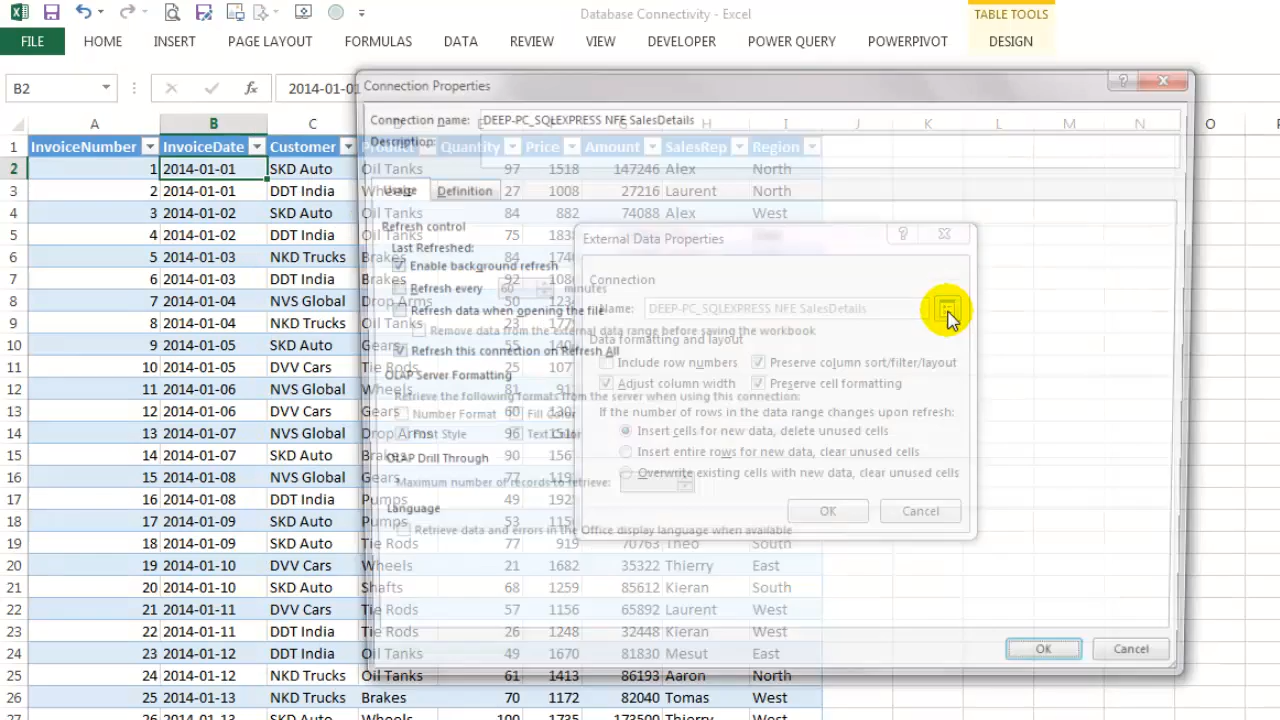 Database Connectivity - Excel
TABLE TOOLS
FILE HOME INSERT PAGE LAYOUT FORMULAS DATA REVIEW VIEW DEVELOPER POWER QUERY POWERPIVOT DESIGN
B2 fx 2014-01-01
Connection Properties
Connection name: DEEP-PC_SQLEXPRESS NFE SalesDetails
Description:
Usage Definition
Refresh control
Last Refreshed:
Enable background refresh
Refresh every 60 minutes
Refresh data when opening the file
Remove data from the external data range before saving the workbook
Refresh this connection on Refresh All
OLAP Server Formatting
Retrieve the following formats from the server when using this connection:
Number Format Fill Color
Font Style Text Color
OLAP Drill Through
Maximum number of records to retrieve:
Language
Retrieve data and errors in the Office display language when available
OK Cancel
External Data Properties
Connection
Name: DEEP-PC_SQLEXPRESS NFE SalesDetails
Data formatting and layout
Include row numbers Preserve column sort/filter/layout
Adjust column width Preserve cell formatting
If the number of rows in the data range changes upon refresh:
Insert cells for new data, delete unused cells
Insert entire rows for new data, clear unused cells
Overwrite existing cells with new data, clear unused cells
OK Cancel
A B C G H I J K L M N O
1 InvoiceNumber InvoiceDate Customer Product Quantity Price Amount SalesRep Region
2 1 2014-01-01 SKD Auto Oil Tanks 97 1518 147246 Alex North
3 2 2014-01-01 DDT India Wheels 27 1008 27216 Laurent North
4 3 2014-01-02 SKD Auto Oil Tanks 84 882 74088 Alex West
5 4 2014-01-02 DDT India Oil Tanks 75
6 5 2014-01-03 NKD Trucks Brakes
7 6 2014-01-03 DDT India Oil Tanks 92
8 7 2014-01-04 NVS Global Drop Arms 50
9 8 2014-01-04 NKD Trucks Oil Tanks 23
10 9 2014-01-05 SKD Auto Gears
11 10 2014-01-05 DVV Cars Tie Rods 25
12 11 2014-01-06 NVS Global Wheels 81
13 12 2014-01-06 DVV Cars Gears 60
14 13 2014-01-07 NVS Global Drop Arms 96
15 14 2014-01-08 DVV Cars Brakes 90
16 15 2014-01-08 NVS Global Oil Tanks 77
17 16 2014-01-08 DDT India Pumps 49
18 17 2014-01-09 SKD Auto Pumps 53
19 18 2014-01-09 SKD Auto Tie Rods 77 919 70763 Theo South
20 19 2014-01-10 DVV Cars Wheels 21 1682 35322 Thierry East
21 20 2014-01-10 SKD Auto Shafts 68 1259 85612 Kieran South
22 21 2014-01-11 DVV Cars Tie Rods 57 1156 65892 Laurent West
23 22 2014-01-11 DDT India Tie Rods 26 1248 32448 Kieran West
24 23 2014-01-12 DDT India Oil Tanks 49 1670 81830 Mesut East
25 24 2014-01-12 NKD Trucks Oil Tanks 61 1413 86193 Aaron North
26 25 2014-01-13 NKD Trucks Brakes 70 1172 82040 Tomas West
27 26 2014-01-13 SKD Auto Wheels 100 1735 173500 Thierry West